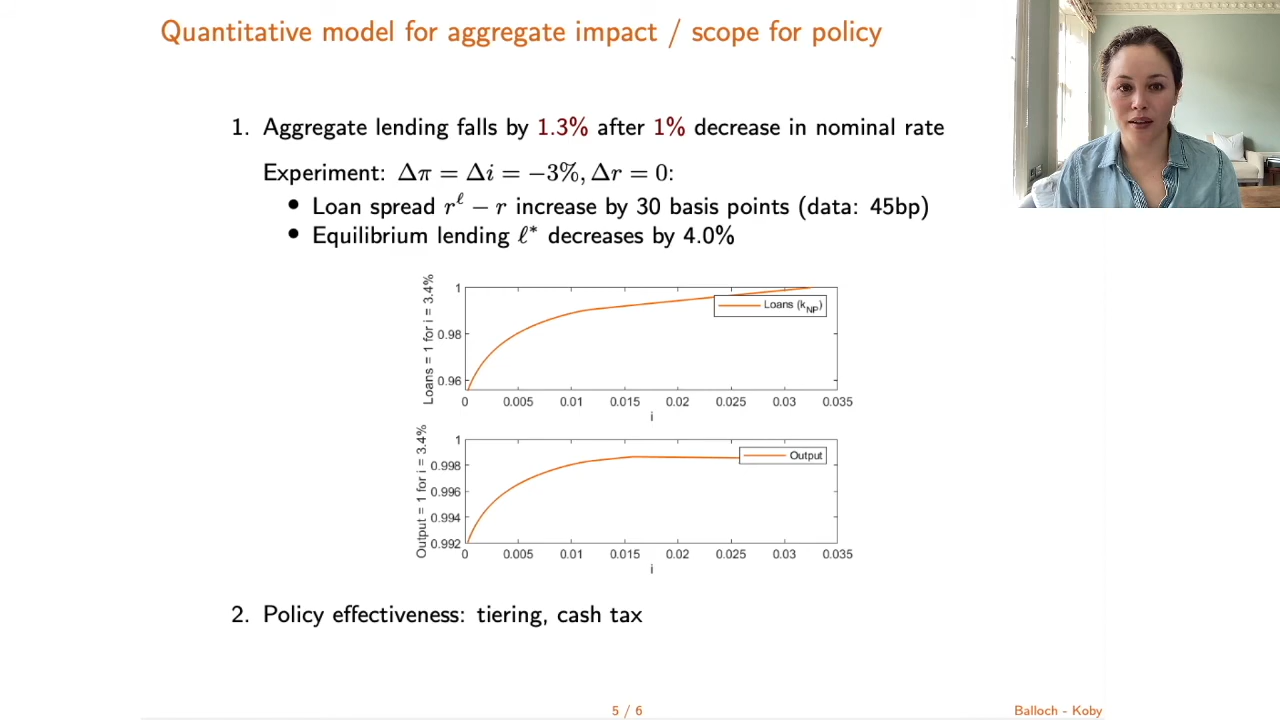 Quantitative model for aggregate impact / scope for policy
1. Aggregate lending falls by 1.3% after 1% decrease in nominal rate
Experiment: Δπ = Δi = −3%, Δr = 0:
• Loan spread r^ℓ − r increase by 30 basis points (data: 45bp)
• Equilibrium lending ℓ* decreases by 4.0%
Loans = 1 for i = 3.4%
1
0.98
0.96
Loans (k_NP)
0 0.005 0.01 0.015 0.02 0.025 0.03 0.035
i
Output = 1 for i = 3.4%
1
0.998
0.996
0.994
0.992
Output
0 0.005 0.01 0.015 0.02 0.025 0.03 0.035
i
2. Policy effectiveness: tiering, cash tax
5 / 6
Balloch - Koby